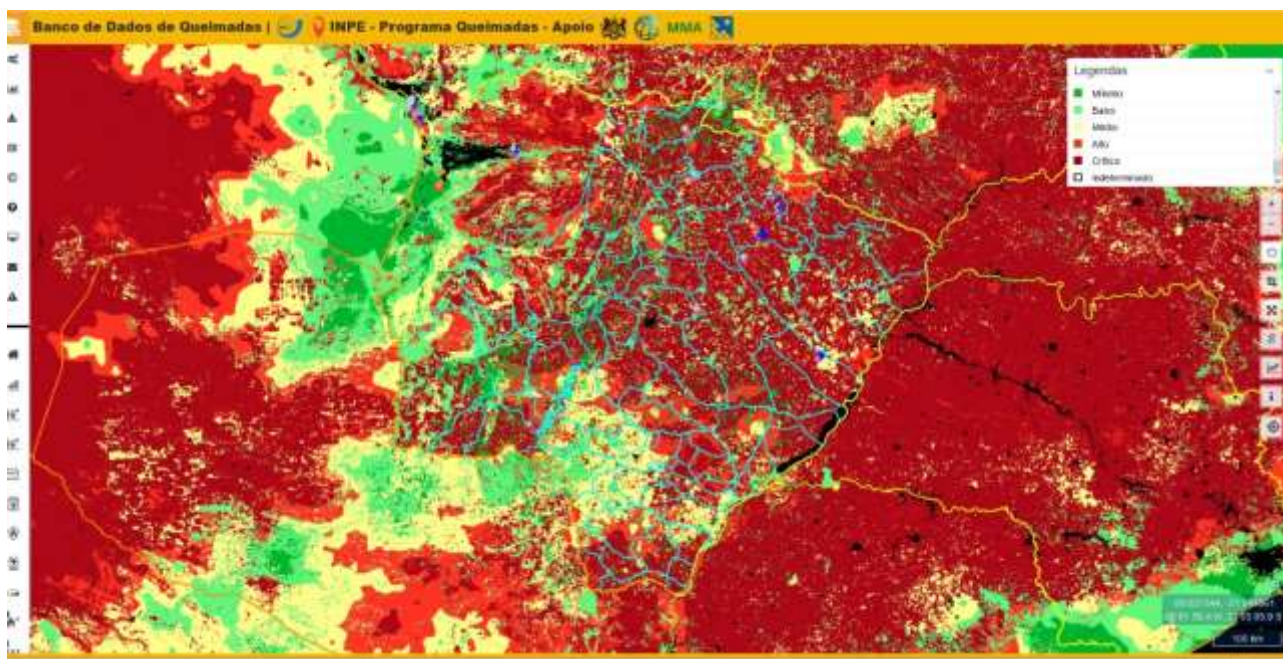 Banco de Dados de Queimadas | INPE - Programa Queimadas - Apoio MMA
Legendas
Mínimo
Baixo
Médio
Alto
Crítico
Indeterminado
100 km